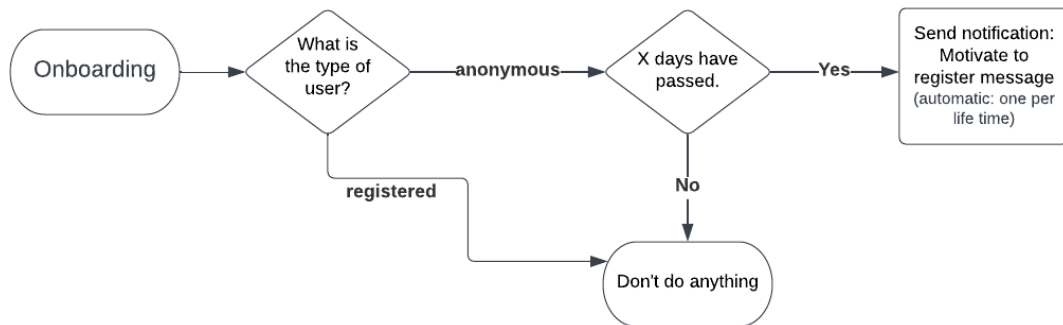 Onboarding
What is
the type of
user?
anonymous
X days have
passed.
Yes
Send notification:
Motivate to
register message
(automatic: one per
life time)
registered
No
Don't do anything